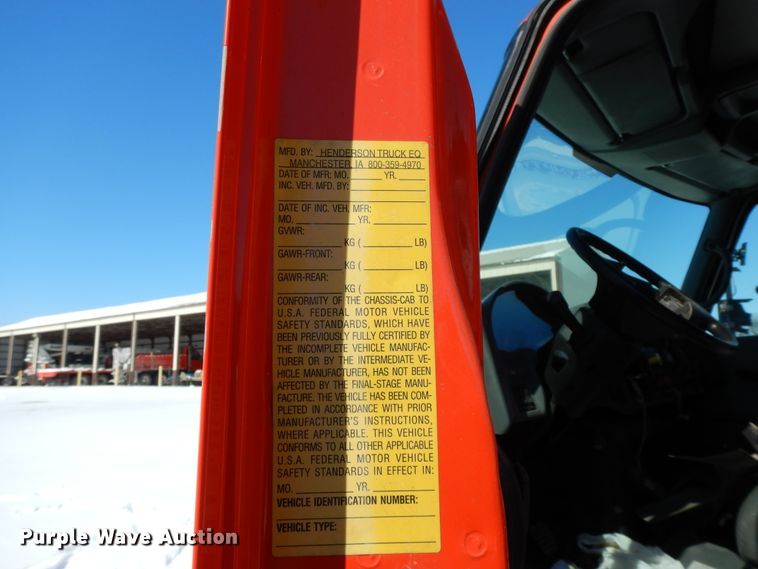 MFD. BY: HENDERSON TRUCK EQ
MANCHESTER, IA 800-359-4970
DATE OF MFR: MO. YR.
INC. VEH. MFD. BY:
DATE OF INC. VEH, MFR:
MO. YR.
GVWR:
KG ( LB)
GAWR-FRONT:
KG ( LB)
GAWR-REAR:
KG ( LB)
CONFORMITY OF THE CHASSIS-CAB TO
U.S.A. FEDERAL MOTOR VEHICLE
SAFETY STANDARDS, WHICH HAVE
BEEN PREVIOUSLY FULLY CERTIFIED BY
THE INCOMPLETE VEHICLE MANUFAC-
TURER OR BY THE INTERMEDIATE VE-
HICLE MANUFACTURER, HAS NOT BEEN
AFFECTED BY THE FINAL-STAGE MANU-
FACTURE. THE VEHICLE HAS BEEN COM-
PLETED IN ACCORDANCE WITH PRIOR
MANUFACTURER'S INSTRUCTIONS,
WHERE APPLICABLE. THIS VEHICLE
CONFORMS TO ALL OTHER APPLICABLE
U.S.A. FEDERAL MOTOR VEHICLE
SAFETY STANDARDS IN EFFECT IN:
MO. YR.
VEHICLE IDENTIFICATION NUMBER:
VEHICLE TYPE:
Purple Wave Auction